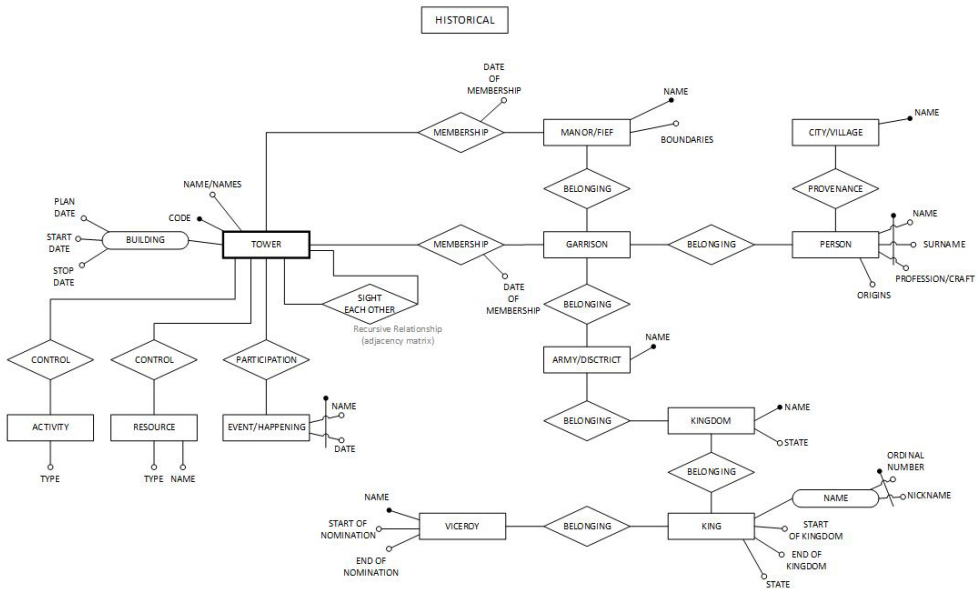 HISTORICAL
DATE
OF
MEMBERSHIP
NAME
MEMBERSHIP
MANOR/FIEF
BOUNDARIES
CITY/VILLAGE
NAME
BELONGING
PROVENANCE
NAME/NAMES
CODE
PLAN
DATE
START
DATE
STOP
DATE
BUILDING
TOWER
MEMBERSHIP
DATE
OF
MEMBERSHIP
GARRISON
BELONGING
PERSON
NAME
SURNAME
PROFESSION/CRAFT
ORIGINS
SIGHT
EACH OTHER
Recursive Relationship
(adjacency matrix)
BELONGING
CONTROL
CONTROL
PARTICIPATION
ARMY/DISCTRICT
NAME
ACTIVITY
RESOURCE
EVENT/HAPPENING
NAME
DATE
TYPE
TYPE
NAME
BELONGING
KINGDOM
NAME
STATE
BELONGING
ORDINAL
NUMBER
NAME
NICKNAME
NAME
START OF
NOMINATION
END OF
NOMINATION
VICEROY
BELONGING
KING
START
OF KINGDOM
END OF
KINGDOM
STATE